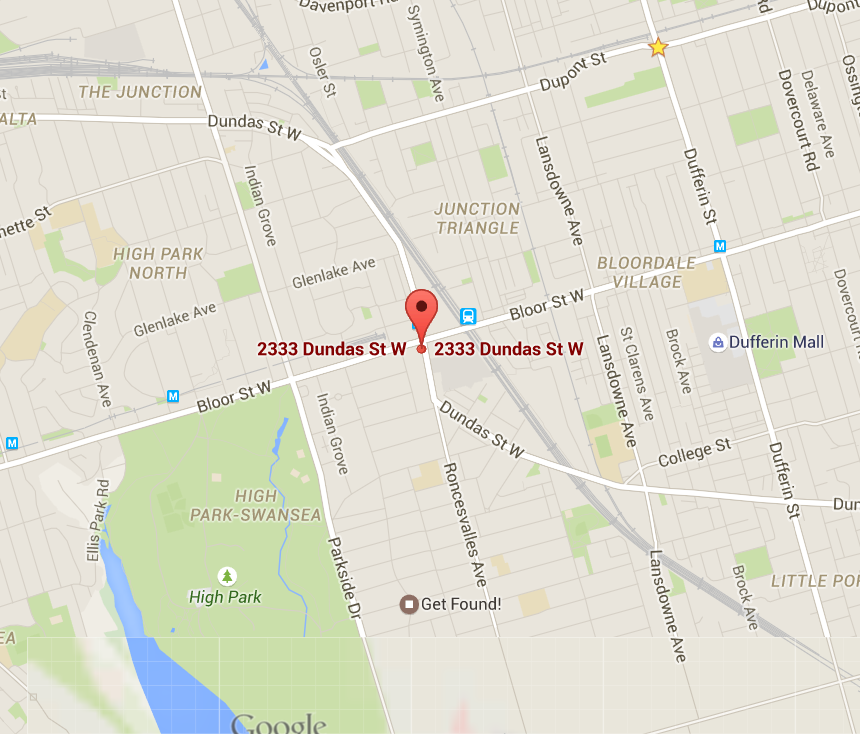 Davenport Rd
Symington Ave
Rd
Dupont
Osler St
Dupont St
THE JUNCTION
St
Dovercourt Rd
Delaware Ave
Ossing
ALTA
Dundas St W
Lansdowne Ave
Dufferin St
Indian Grove
nette St
JUNCTION
TRIANGLE
M
HIGH PARK
NORTH
Glenlake Ave
BLOORDALE
VILLAGE
Dovercourt
Glenlake Ave
Bloor St W
Clendenan Ave
2333 Dundas St W
2333 Dundas St W
St Clarens Ave
Brock Ave
Dufferin Mall
Lansdowne Ave
M
Bloor St W
Indian Grove
Dundas St W
M
College St
Dufferin St
Ellis Park Rd
HIGH
PARK-SWANSEA
Roncesvalles Ave
Dun
Parkside Dr
Lansdowne Ave
Brock Ave
LITTLE POR
High Park
Get Found!
EA
Google